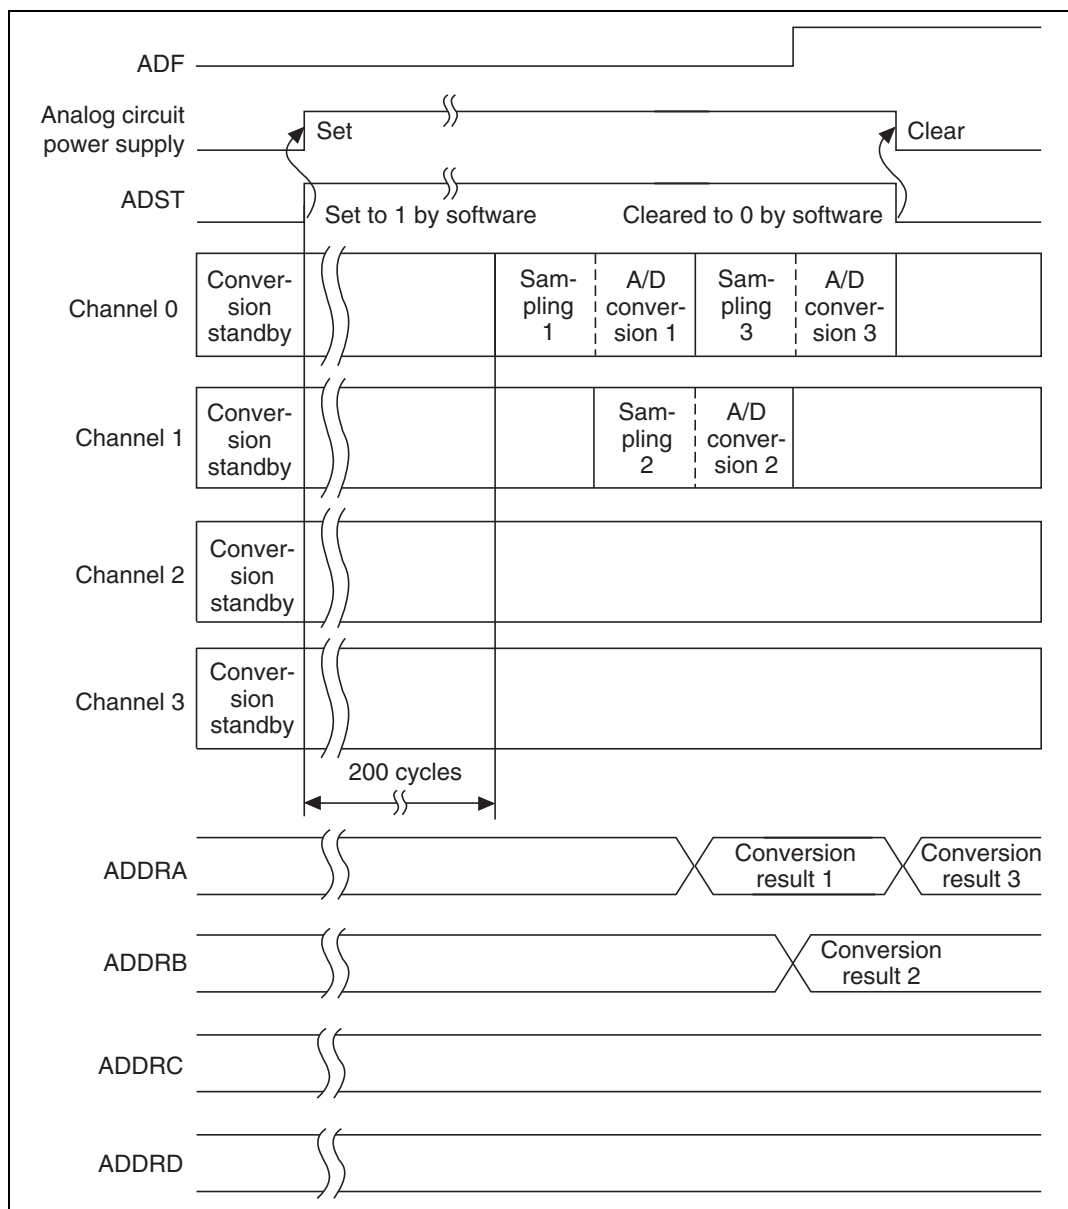 ADF
Analog circuit
power supply
Set
Clear
ADST
Set to 1 by software
Cleared to 0 by software
Channel 0
Conver-
sion
standby
Sam-
pling
1
A/D
conver-
sion 1
Sam-
pling
3
A/D
conver-
sion 3
Channel 1
Conver-
sion
standby
Sam-
pling
2
A/D
conver-
sion 2
Channel 2
Conver-
sion
standby
Channel 3
Conver-
sion
standby
200 cycles
ADDRA
Conversion
result 1
Conversion
result 3
ADDRB
Conversion
result 2
ADDRC
ADDRD